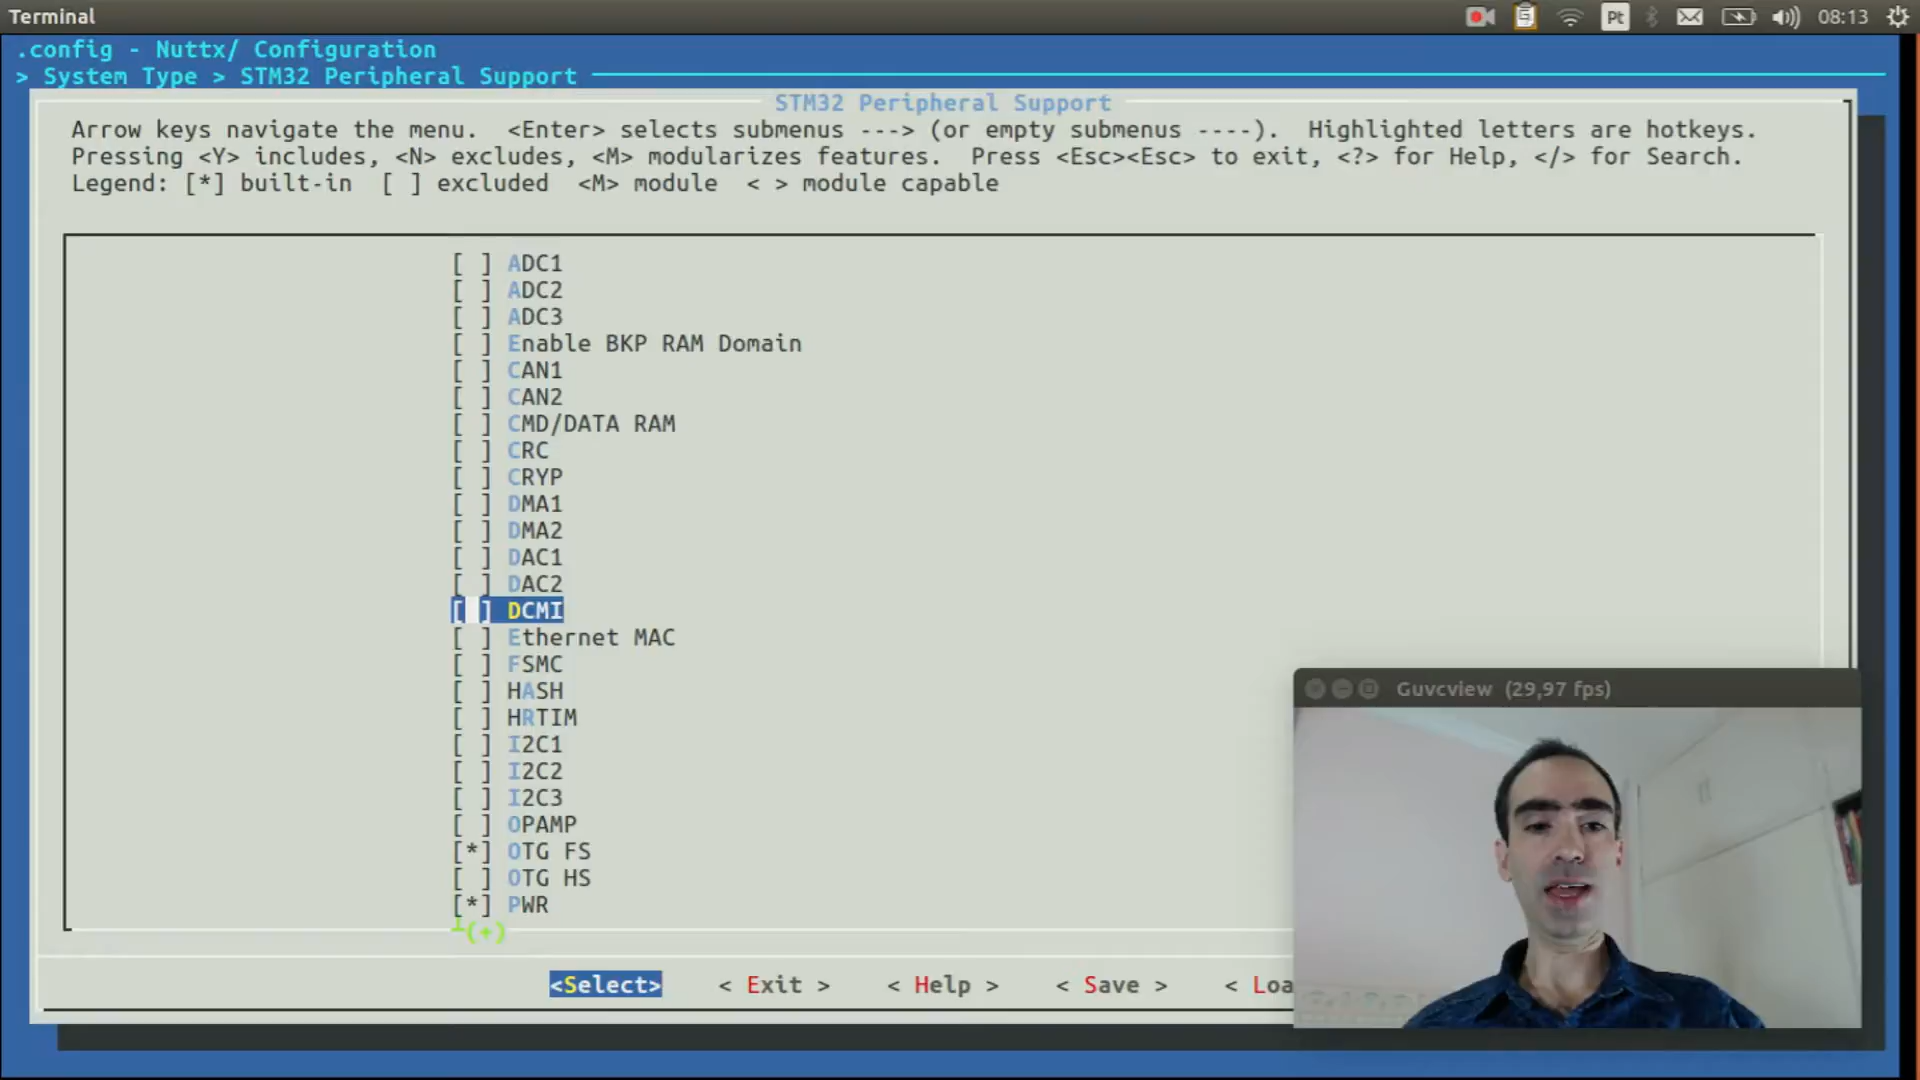 Terminal
Pt
08:13
.config - Nuttx/ Configuration
> System Type > STM32 Peripheral Support
STM32 Peripheral Support
Arrow keys navigate the menu.  <Enter> selects submenus ---> (or empty submenus ----).  Highlighted letters are hotkeys.
Pressing <Y> includes, <N> excludes, <M> modularizes features.  Press <Esc><Esc> to exit, <?> for Help, </> for Search.
Legend: [*] built-in  [ ] excluded  <M> module  < > module capable
[ ] ADC1
[ ] ADC2
[ ] ADC3
[ ] Enable BKP RAM Domain
[ ] CAN1
[ ] CAN2
[ ] CMD/DATA RAM
[ ] CRC
[ ] CRYP
[ ] DMA1
[ ] DMA2
[ ] DAC1
[ ] DAC2
[ ] DCMI
[ ] Ethernet MAC
[ ] FSMC
[ ] HASH
[ ] HRTIM
[ ] I2C1
[ ] I2C2
[ ] I2C3
[ ] OPAMP
[*] OTG FS
[ ] OTG HS
[*] PWR
(+)
<Select>    < Exit >    < Help >    < Save >    < Loa
Guvcview (29,97 fps)